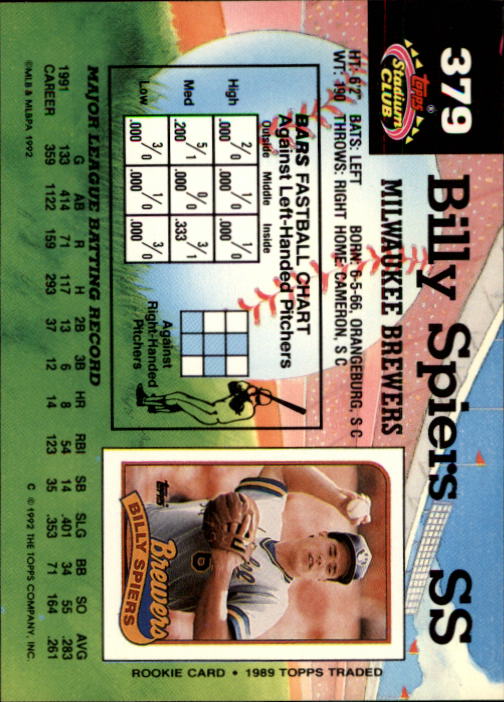 379
Topps
Stadium
CLUB
®
Billy Spiers SS
MILWAUKEE BREWERS
HT: 6'2" BATS: LEFT BORN: 6-5-66, ORANGEBURG, S C
WT: 190 THROWS: RIGHT HOME: CAMERON, S C
BARS FASTBALL CHART
Against Left-Handed Pitchers
Outside Middle Inside
High 2/0 .000 1/0 .000 1/0 .000
Med 5/1 .200 0/0 .000 3/1 .333
Low 3/0 .000 1/0 .000 3/0 .000
Against
Right-Handed
Pitchers
Topps
Brewers
BILLY SPIERS
6
ROOKIE CARD • 1989 TOPPS TRADED
MAJOR LEAGUE BATTING RECORD
G AB R H 2B 3B HR RBI SB SLG BB SO AVG
1991 133 414 71 117 13 6 8 54 14 .401 34 55 .283
CAREER 359 1122 159 293 37 12 14 123 35 .353 71 164 .261
©MLB & MLBPA 1992
C © 1992 THE TOPPS COMPANY, INC.